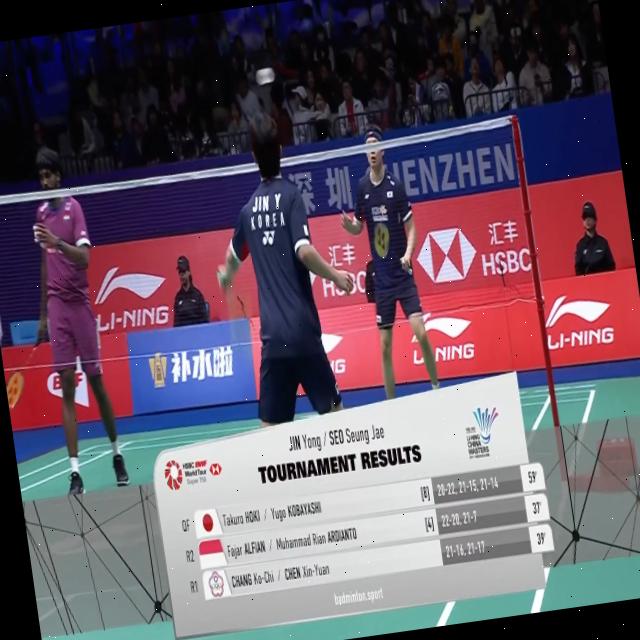 深圳 SHENZHEN
JIN Y
KOREA
YONEX
汇丰
HSBC
汇丰
HSBC
LI-NING
LI-NING
LI-NING
补水啦
BWF
JIN Yong / SEO Seung Jae
TOURNAMENT RESULTS
HSBC BWF
World Tour
Super 750
LI-NING
CHINA
MASTERS
QF Takuro HOKI / Yugo KOBAYASHI [8] 20-22, 21-15, 21-14 59'
R2 Fajar ALFIAN / Muhammad Rian ARDIANTO [4] 22-20, 21-7 37'
R1 CHANG Ko-Chi / CHEN Xin-Yuan 21-16, 21-17 39'
badminton.sport